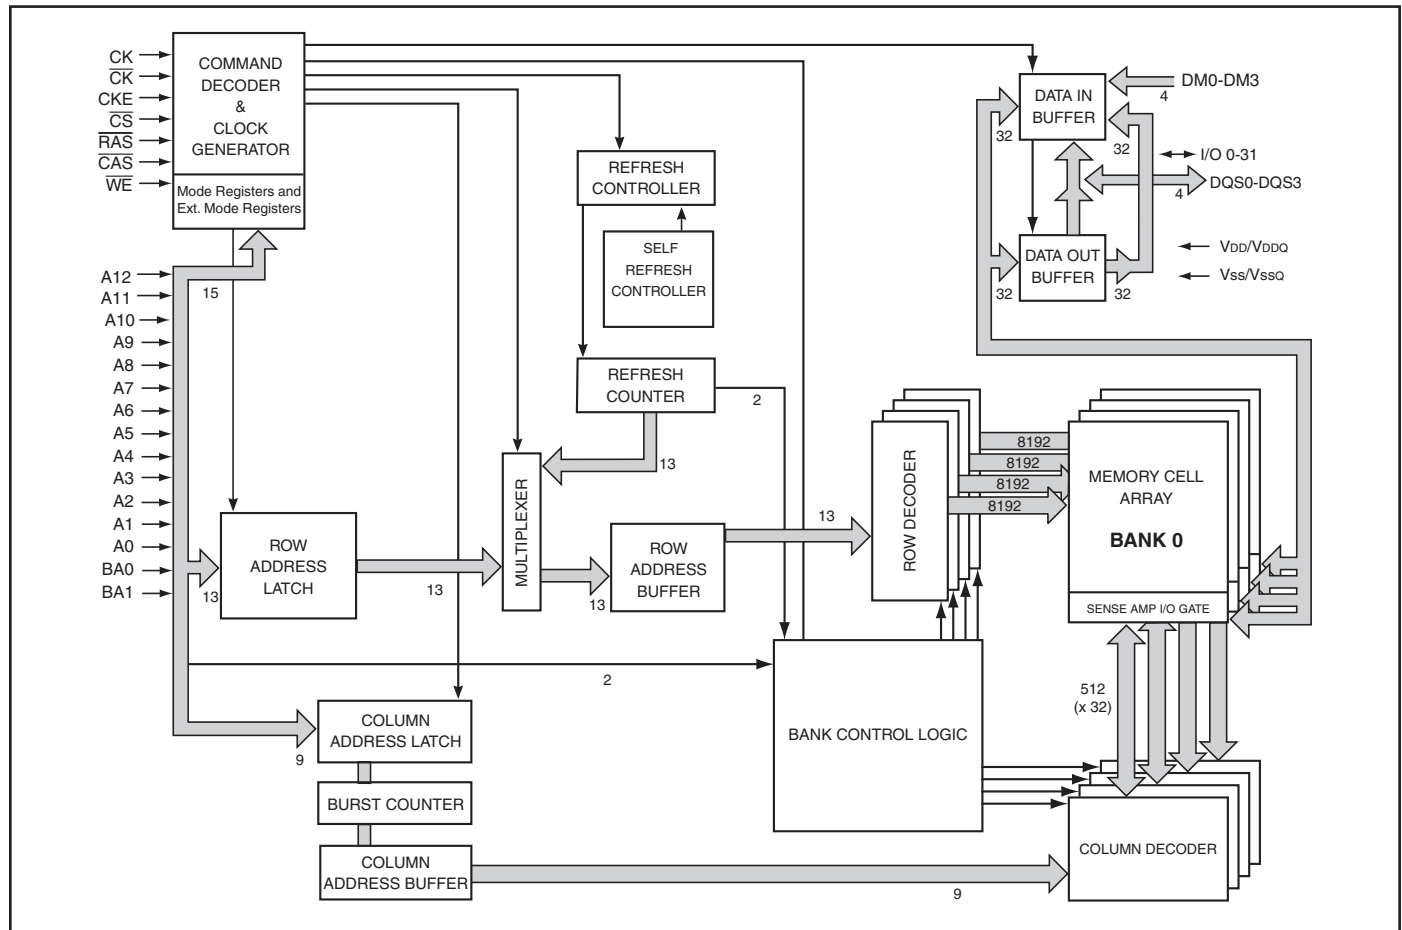 CK
CK
CKE
CS
RAS
CAS
WE
COMMAND
DECODER
&
CLOCK
GENERATOR
Mode Registers and
Ext. Mode Registers
A12
A11
A10
A9
A8
A7
A6
A5
A4
A3
A2
A1
A0
BA0
BA1
15
13
ROW
ADDRESS
LATCH
13
REFRESH
CONTROLLER
SELF
REFRESH
CONTROLLER
REFRESH
COUNTER
2
13
MULTIPLEXER
13
ROW
ADDRESS
BUFFER
13
2
9
COLUMN
ADDRESS LATCH
BURST COUNTER
COLUMN
ADDRESS BUFFER
9
BANK CONTROL LOGIC
ROW DECODER
8192
8192
8192
8192
MEMORY CELL
ARRAY
BANK 0
SENSE AMP I/O GATE
512
(x 32)
COLUMN DECODER
DATA IN
BUFFER
DM0-DM3
4
32
32
I/O 0-31
DQS0-DQS3
4
DATA OUT
BUFFER
32
32
VDD/VDDQ
Vss/VssQ